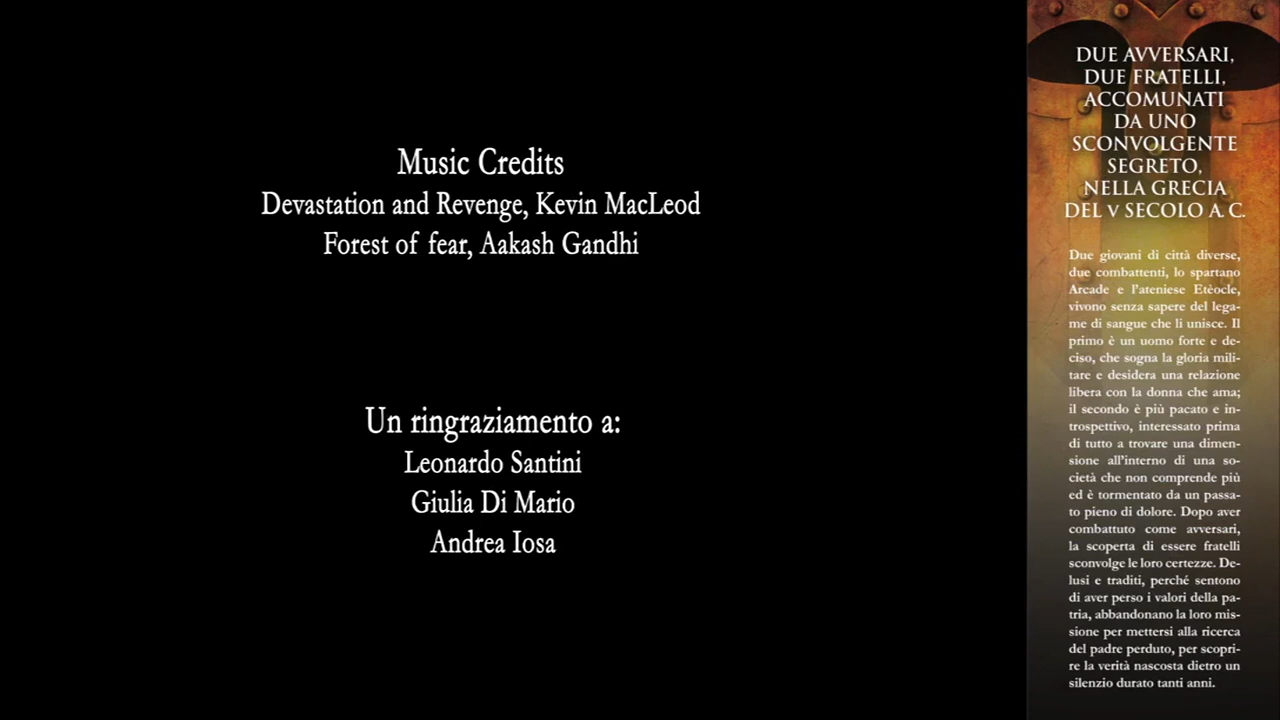 Music Credits
Devastation and Revenge, Kevin MacLeod
Forest of fear, Aakash Gandhi
Un ringraziamento a:
Leonardo Santini
Giulia Di Mario
Andrea Iosa
DUE AVVERSARI,
DUE FRATELLI,
ACCOMUNATI
DA UNO
SCONVOLGENTE
SEGRETO,
NELLA GRECIA
DEL V SECOLO A. C.
Due giovani di città diverse,
due combattenti, lo spartano
Arcade e l'ateniese Etèocle,
vivono senza sapere del lega-
me di sangue che li unisce. Il
primo è un uomo forte e de-
ciso, che sogna la gloria mili-
tare e desidera una relazione
libera con la donna che ama;
il secondo è più pacato e in-
trospettivo, interessato prima
di tutto a trovare una dimen-
sione all'interno di una so-
cietà che non comprende più
ed è tormentato da un passa-
to pieno di dolore. Dopo aver
combattuto come avversari,
la scoperta di essere fratelli
sconvolge le loro certezze. De-
lusi e traditi, perché sentono
di aver perso i valori della pa-
tria, abbandonano la loro mis-
sione per mettersi alla ricerca
del padre perduto, per scopri-
re la verità nascosta dietro un
silenzio durato tanti anni.